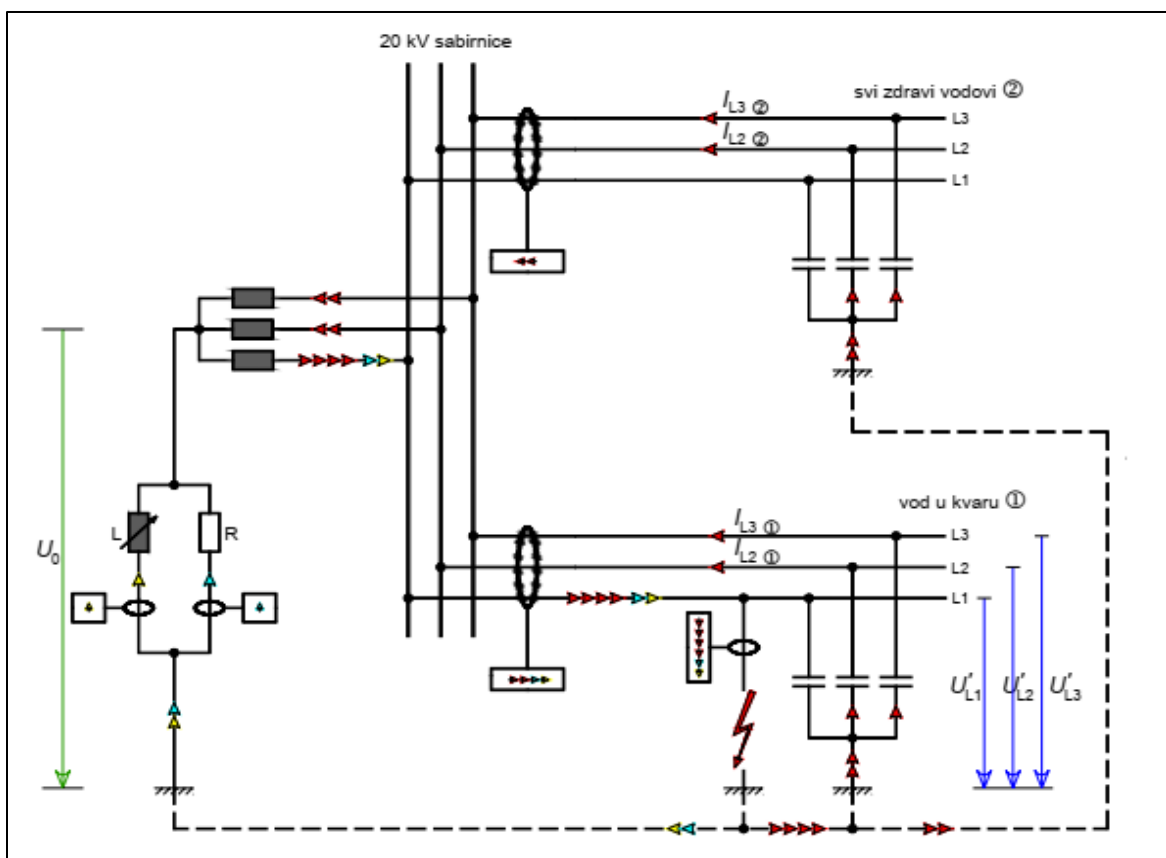 20 kV sabirnice
svi zdravi vodovi ②
I_L3 ②
L3
I_L2 ②
L2
L1
vod u kvaru ①
I_L3 ①
L3
I_L2 ①
L2
L1
L
R
U_0
U'_L1
U'_L2
U'_L3